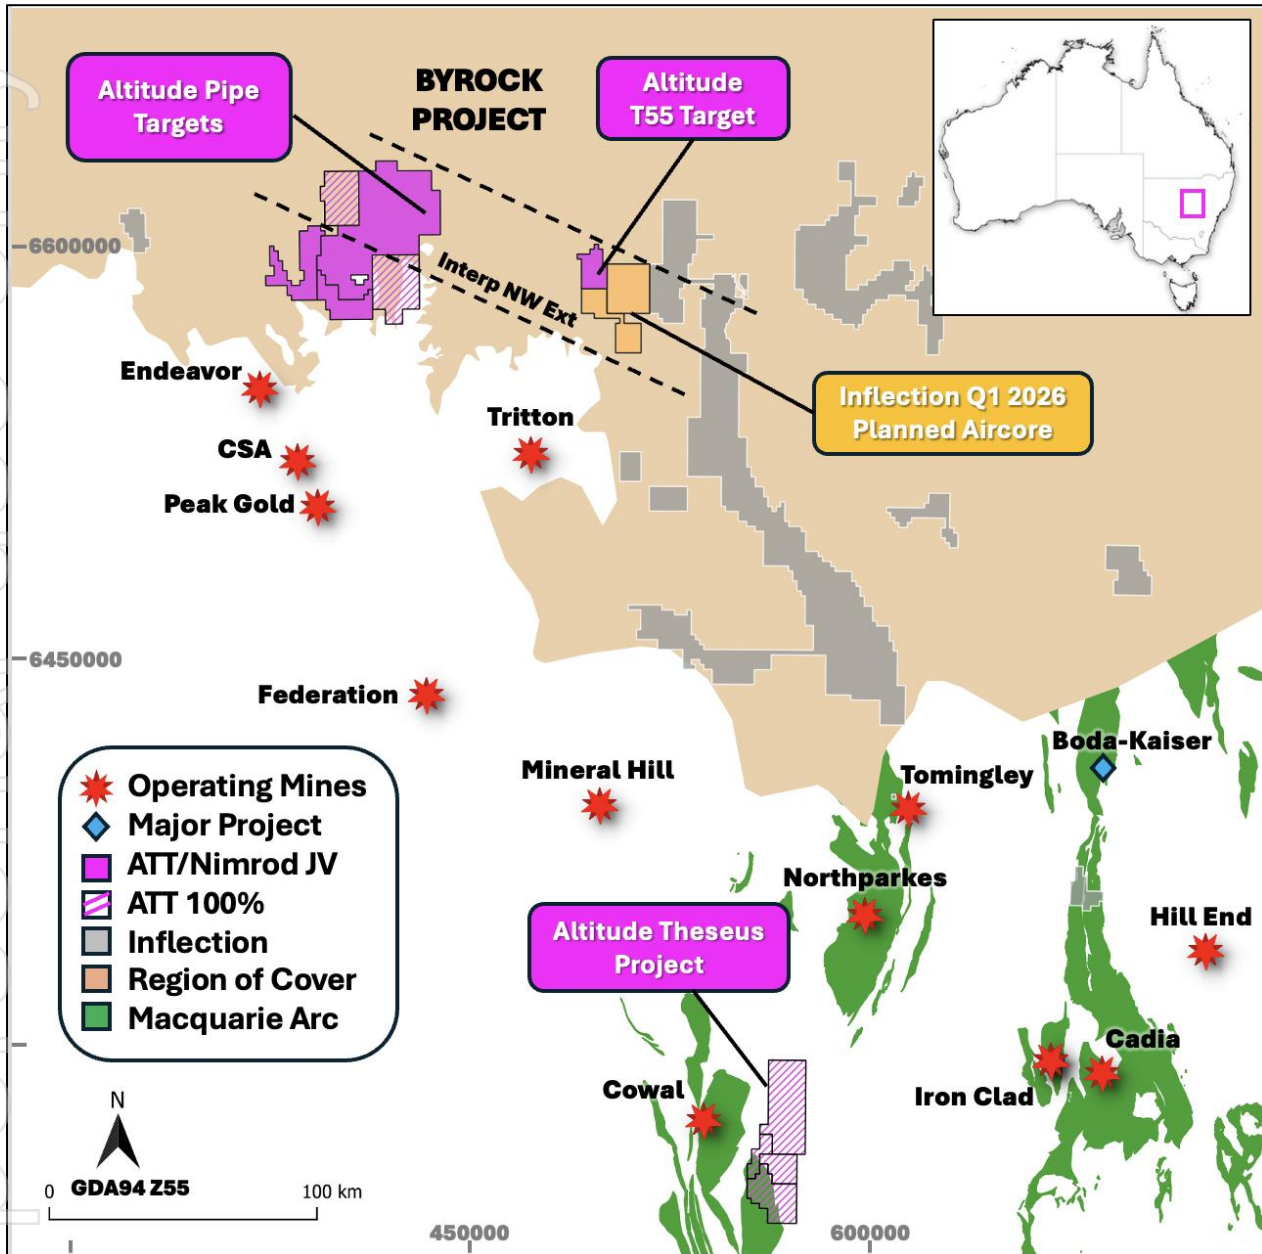 Altitude Pipe
Targets
BYROCK
PROJECT
Altitude
T55 Target
6600000
Interp NW Ext
Endeavor
CSA
Peak Gold
Tritton
Inflection Q1 2026
Planned Aircore
6450000
Federation
Mineral Hill
Boda-Kaiser
Tomingley
Northparkes
Hill End
Operating Mines
Major Project
ATT/Nimrod JV
ATT 100%
Inflection
Region of Cover
Macquarie Arc
Altitude Theseus
Project
Cowal
Cadia
Iron Clad
N
GDA94 Z55
0
100 km
450000
600000